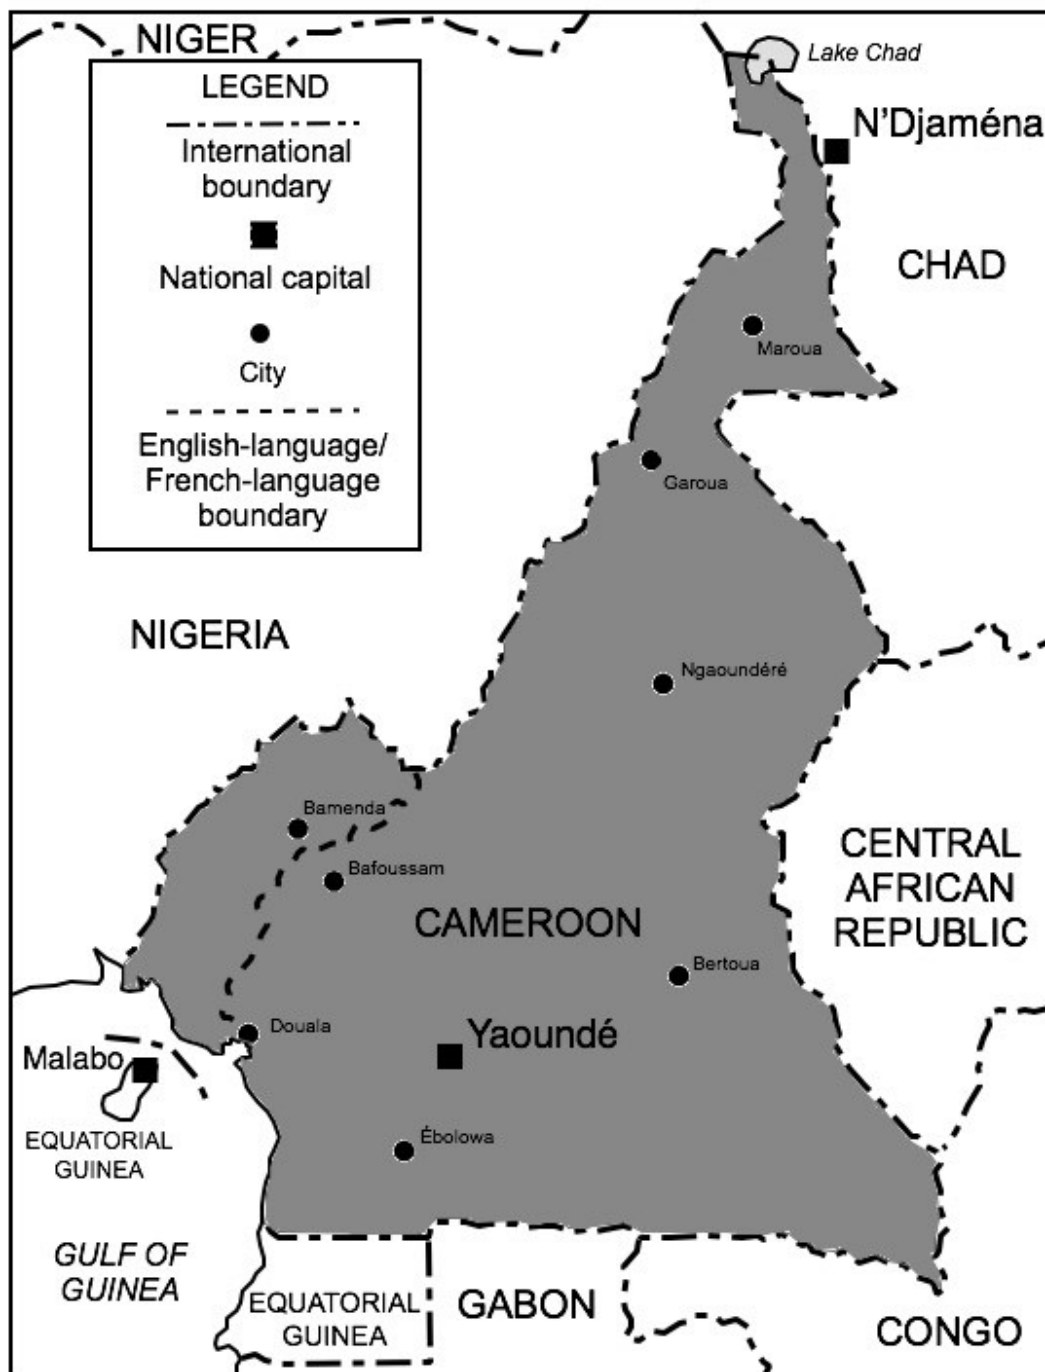 NIGER
LEGEND
International
boundary
National capital
City
English-language/
French-language
boundary
Lake Chad
N'Djaména
CHAD
Maroua
Garoua
NIGERIA
Ngaoundéré
Bamenda
Bafoussam
CAMEROON
CENTRAL
AFRICAN
REPUBLIC
Bertoua
Douala
Yaoundé
Malabo
EQUATORIAL
GUINEA
Ébolowa
GULF OF
GUINEA
EQUATORIAL
GUINEA
GABON
CONGO